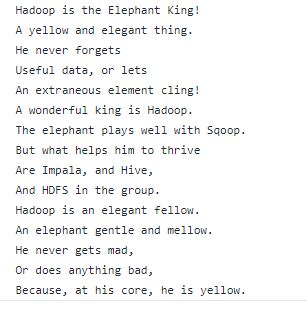 Hadoop is the Elephant King!
A yellow and elegant thing.
He never forgets
Useful data, or lets
An extraneous element cling!
A wonderful king is Hadoop.
The elephant plays well with Sqoop.
But what helps him to thrive
Are Impala, and Hive,
And HDFS in the group.
Hadoop is an elegant fellow.
An elephant gentle and mellow.
He never gets mad,
Or does anything bad,
Because, at his core, he is yellow.